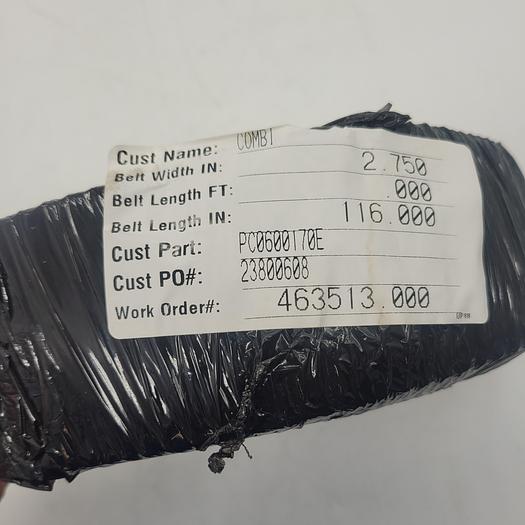 Cust Name: COMBI
Belt Width IN: 2.750
Belt Length FT: .000
Belt Length IN: 116.000
Cust Part: PC0600170E
Cust PO#: 23800608
Work Order#: 463513.000